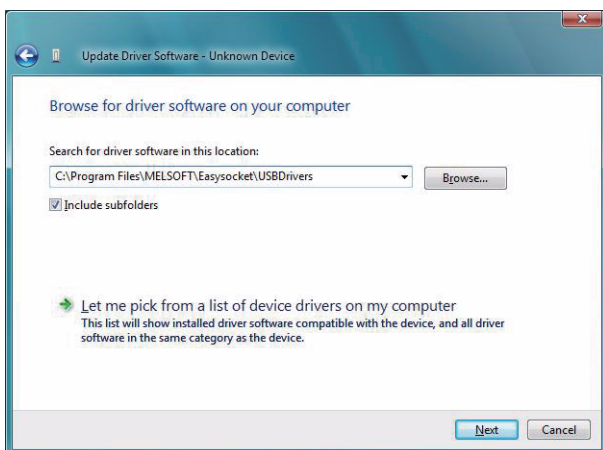 Update Driver Software - Unknown Device
Browse for driver software on your computer
Search for driver software in this location:
C:\Program Files\MELSOFT\Easysocket\USBDrivers
Browse...
Include subfolders
Let me pick from a list of device drivers on my computer
This list will show installed driver software compatible with the device, and all driver
software in the same category as the device.
Next Cancel